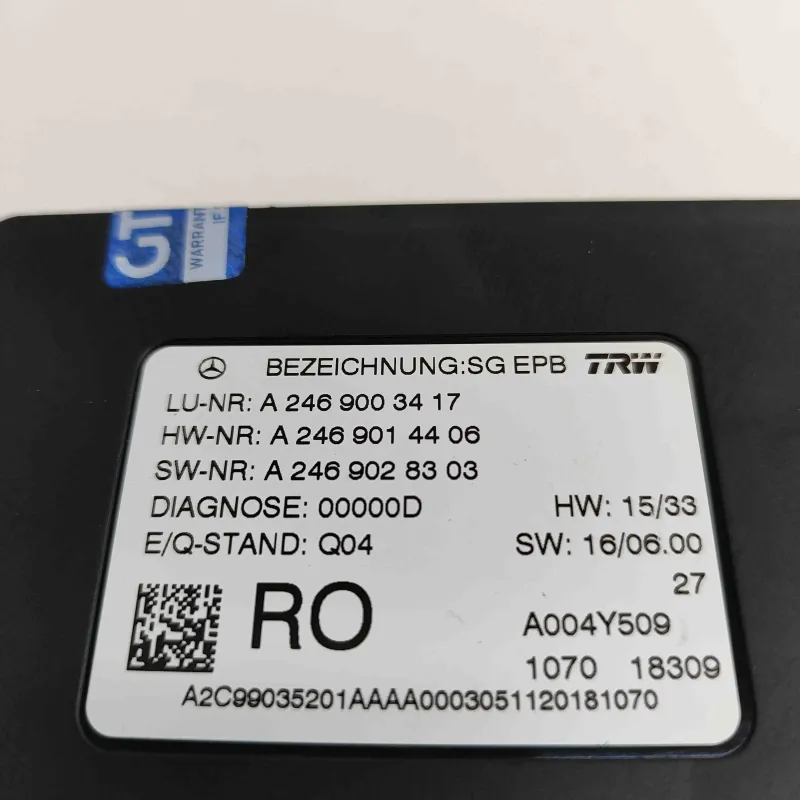 GT
WARRANT
BEZEICHNUNG:SG EPB TRW
LU-NR: A 246 900 34 17
HW-NR: A 246 901 44 06
SW-NR: A 246 902 83 03
DIAGNOSE: 00000D HW: 15/33
E/Q-STAND: Q04 SW: 16/06.00
27
RO
A004Y509
1070 18309
A2C99035201AAAA0003051120181070